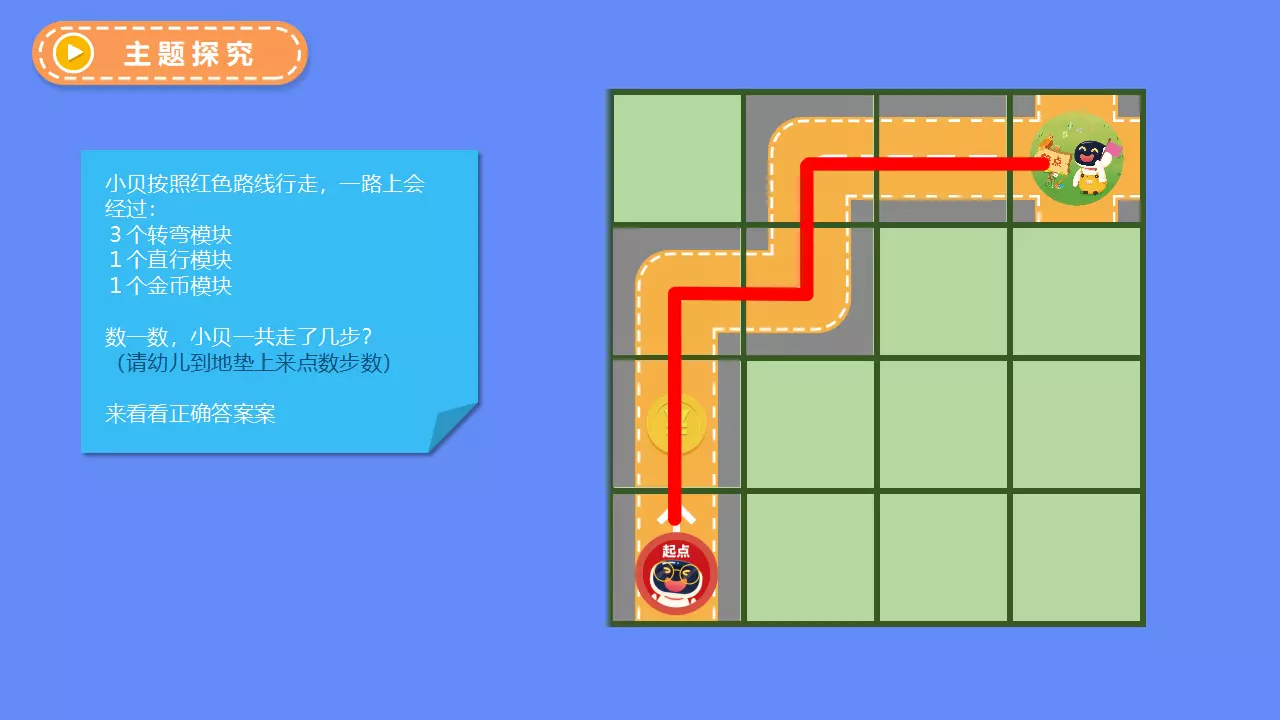 主题探究
小贝按照红色路线行走，一路上会
经过：
3个转弯模块
1个直行模块
1个金币模块
数一数，小贝一共走了几步？
（请幼儿到地垫上来点数步数）
来看看正确答案案
起点